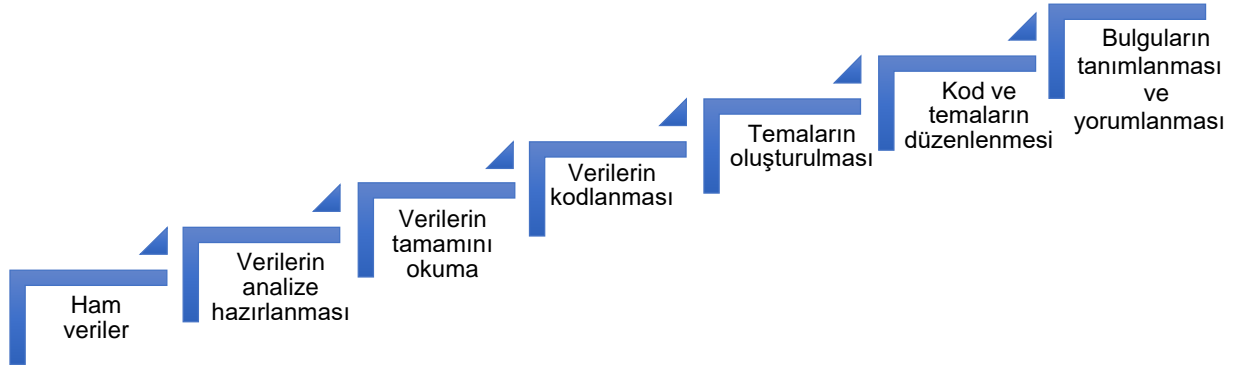 Ham
veriler
Verilerin
analize
hazırlanması
Verilerin
tamamını
okuma
Verilerin
kodlanması
Temaların
oluşturulması
Kod ve
temaların
düzenlenmesi
Bulguların
tanımlanması
ve
yorumlanması